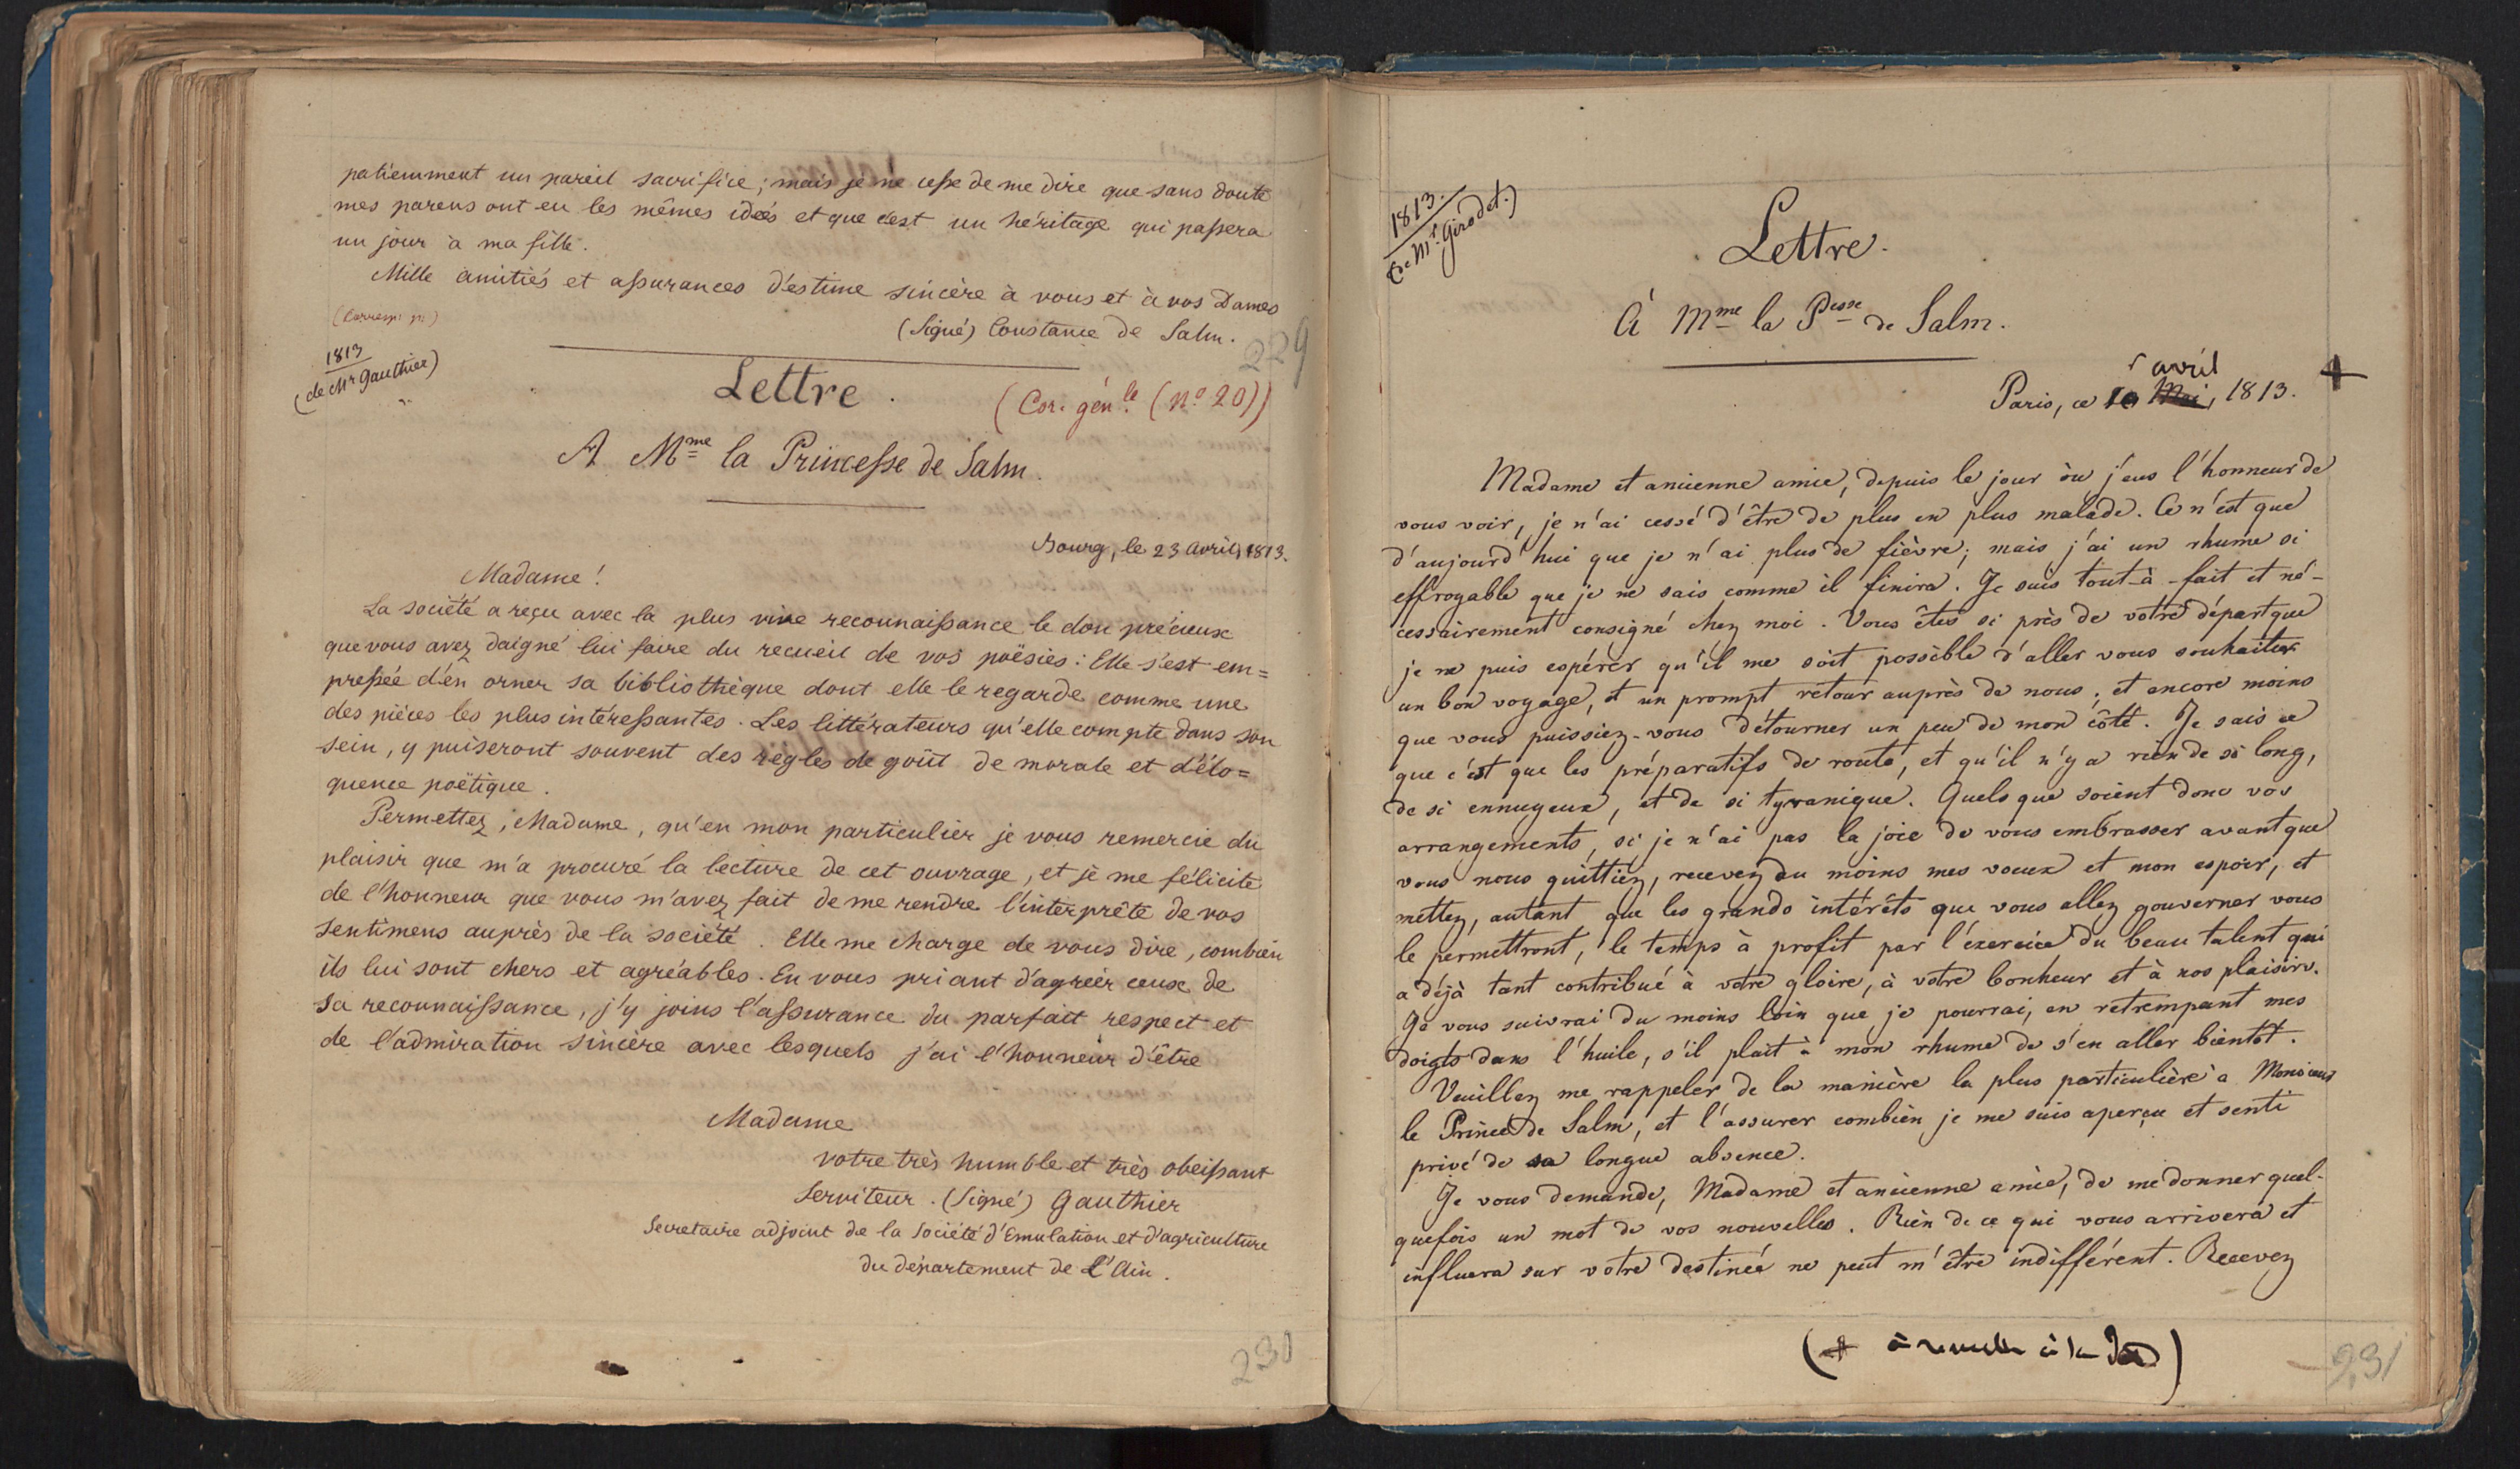 patiemment un pareil sacrifice; mais je ne cesse de me dire que sans doute
mes parens ont eu les mêmes idées et que c'est un héritage qui passera
un jour à ma fille.
Mille amitiés et assurances d'estime sincère à vous et à vos Dames
(Signé) Constance de Salm.
229
1813
(de Mr Gauthier)
Lettre.
(Cor. génle. (No 20))
A Mme la Princesse de Salm.
Bourg, le 23 avril, 1813.
Madame!
La société a reçu avec la plus vive reconnaissance le don précieux
que vous avez daigné lui faire du recueil de vos poësies: Elle s'est em=
pressée d'en orner sa bibliothèque dont elle le regarde comme une
des pièces les plus intéressantes. Les littérateurs qu'elle compte dans son
sein, y puiseront souvent des règles de goût de morale et d'élo=
quence poëtique.
Permettez, Madame, qu'en mon particulier je vous remercie du
plaisir que m'a procuré la lecture de cet ouvrage, et je me félicite
de l'honneur que vous m'avez fait de me rendre l'interprête de vos
sentimens auprès de la société. Elle me charge de vous dire, combien
ils lui sont chers et agréables. En vous priant d'agréer ceux de
sa reconnaissance, j'y joins l'assurance du parfait respect et
de l'admiration sincère avec lesquels j'ai l'honneur d'être
Madame
votre très humble et très obeissant
Serviteur. (Signé) Gauthier
Secretaire adjoint de la Société d'Emulation et d'agriculture
du département de L'Ain.
230
1813.
(de Mr. Girodet.)
Lettre.
À Mme la Pesse de Salm.
avril
Paris, ce 10 Mai, 1813.
Madame et ancienne amie, depuis le jour où j'eus l'honneur de
vous voir, je n'ai cessé d'être de plus en plus malade. Ce n'est que
d'aujourd'hui que je n'ai plus de fièvre; mais j'ai un rhume si
effroyable que je ne sais comme il finira. Je suis tout-à-fait et né-
cessairement consigné chez moi. Vous êtes si près de votre départ que
je ne puis espérer qu'il me soit possible d'aller vous souhaiter
un bon voyage, et un prompt retour auprès de nous; et encore moins
que vous puissiez-vous détourner un peu de mon côté. Je sais ce
que c'est que les préparatifs de route, et qu'il n'y a rien de si long,
de si ennuyeux, et de si tyranique. Quels que soient donc vos
arrangements, si je n'ai pas la joie de vous embrasser avant que
vous nous quittiez, recevez du moins mes voeux et mon espoir, et
mettez, autant que les grands intérêts que vous allez gouverner vous
le permettront, le temps à profit par l'exercice du beau talent qui
a déjà tant contribué à votre gloire, à votre bonheur et à nos plaisirs.
Je vous suivrai du moins loin que je pourrai, en retrempant mes
doigts dans l'huile, s'il plait à mon rhume de s'en aller bientôt.
Veuillez me rappeler de la manière la plus particulière à Monsieur
le Prince de Salm, et l'assurer combien je me suis aperçu et senti
privé de sa longue absence.
Je vous demande, Madame et ancienne amie, de me donner quel-
quefois un mot de vos nouvelles. Rien de ce qui vous arrivera et
influera sur votre destinée ne peut m'être indifférent. Recevez
231